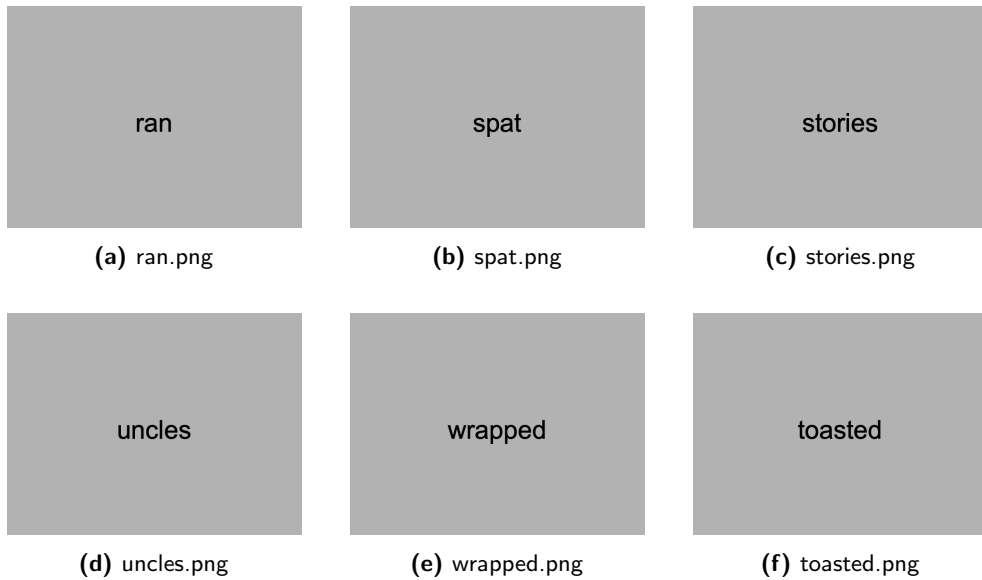 ran
spat
stories
(a) ran.png
(b) spat.png
(c) stories.png
uncles
wrapped
toasted
(d) uncles.png
(e) wrapped.png
(f) toasted.png